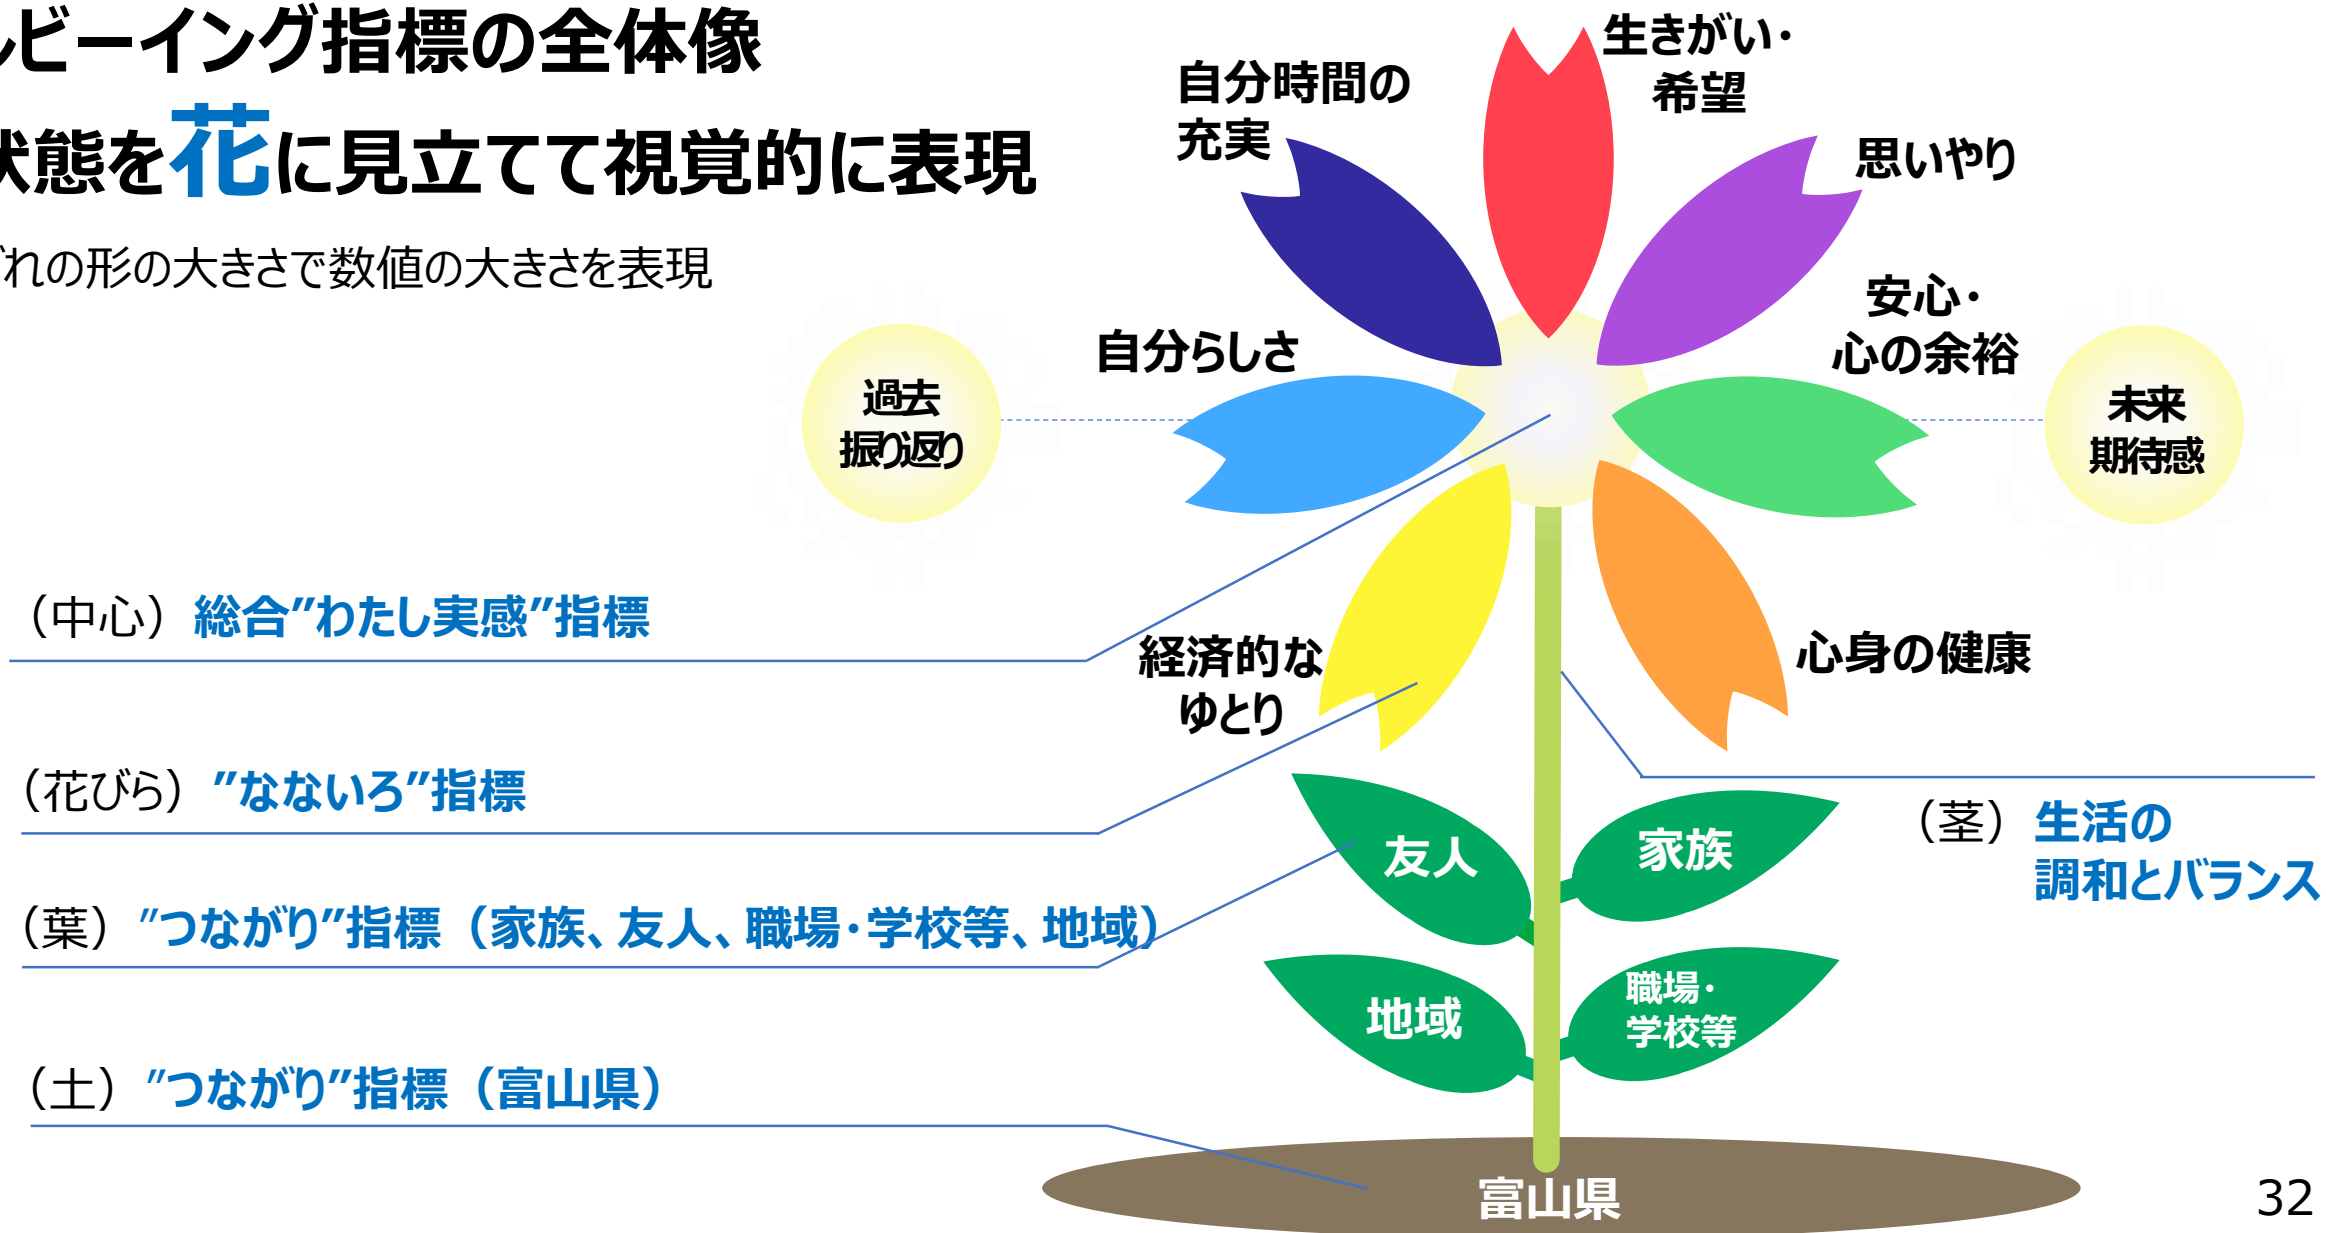 ルビーイング指標の全体像
状態を花に見立てて視覚的に表現
ぞれの形の大きさで数値の大きさを表現
生きがい・
希望
自分時間の
充実
思いやり
安心・
心の余裕
自分らしさ
過去
振り返り
未来
期待感
(中心) 総合”わたし実感”指標
経済的な
ゆとり
心身の健康
(花びら) ”なないろ”指標
(茎) 生活の
調和とバランス
友人
家族
(葉) ”つながり”指標（家族、友人、職場・学校等、地域）
地域
職場・
学校等
(土) ”つながり”指標（富山県）
富山県
32